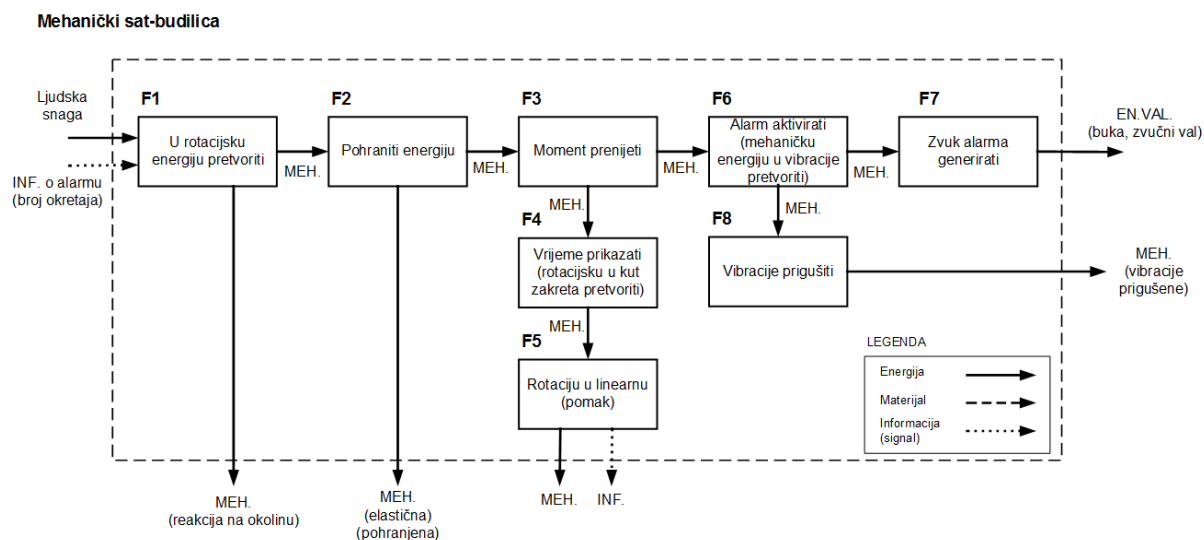 Mehanički sat-budilica
Ljudska
snaga
INF. o alarmu
(broj okretaja)
F1
U rotacijsku
energiju pretvoriti
MEH.
F2
Pohraniti energiju
MEH.
F3
Moment prenijeti
MEH.
F6
Alarm aktivirati
(mehaničku
energiju u vibracije
pretvoriti)
MEH.
F7
Zvuk alarma
generirati
EN.VAL.
(buka, zvučni val)
MEH.
F4
Vrijeme prikazati
(rotacijsku u kut
zakreta pretvoriti)
MEH.
F8
Vibracije prigušiti
MEH.
(vibracije
prigušene)
MEH.
F5
Rotaciju u linearnu
(pomak)
LEGENDA
Energija
Materijal
Informacija
(signal)
MEH.
(reakcija na okolinu)
MEH.
(elastična)
(pohranjena)
MEH.
INF.